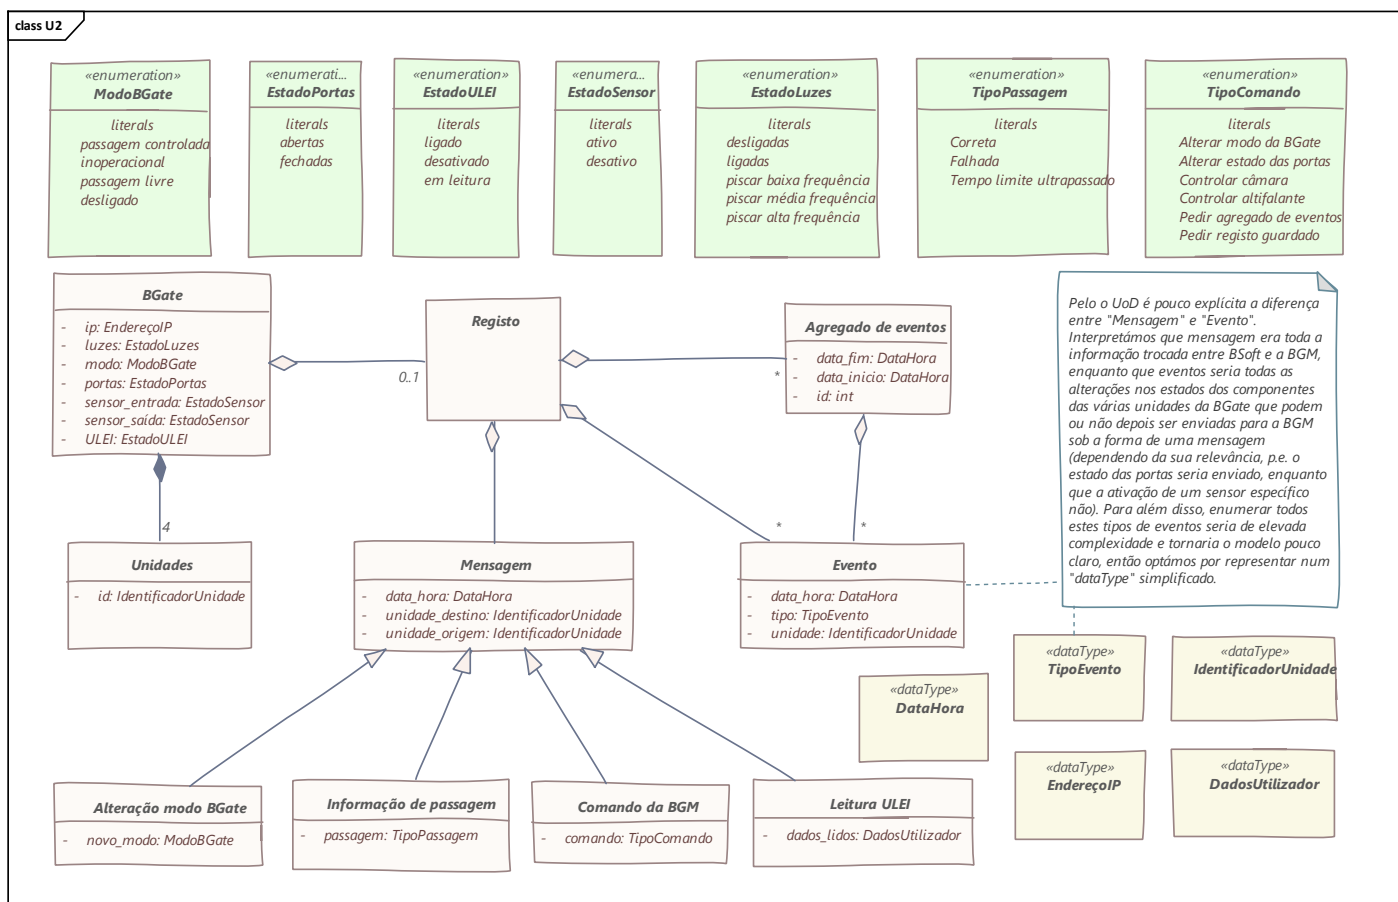 class U2
«enumeration»
ModoBGate
literals
passagem controlada
inoperacional
passagem livre
desligado
«enumerati...
EstadoPortas
literals
abertas
fechadas
«enumeration»
EstadoULEI
literals
ligado
desativado
em leitura
«enumera...
EstadoSensor
literals
ativo
desativo
«enumeration»
EstadoLuzes
literals
desligadas
ligadas
piscar baixa frequência
piscar média frequência
piscar alta frequência
«enumeration»
TipoPassagem
literals
Correta
Falhada
Tempo limite ultrapassado
«enumeration»
TipoComando
literals
Alterar modo da BGate
Alterar estado das portas
Controlar câmara
Controlar altifalante
Pedir agregado de eventos
Pedir registo guardado
BGate
- ip: EndereçoIP
- luzes: EstadoLuzes
- modo: ModoBGate
- portas: EstadoPortas
- sensor_entrada: EstadoSensor
- sensor_saída: EstadoSensor
- ULEI: EstadoULEI
0..1
Registo
*
Agregado de eventos
- data_fim: DataHora
- data_inicio: DataHora
- id: int
Pelo o UoD é pouco explícita a diferença
entre "Mensagem" e "Evento".
Interpretámos que mensagem era toda a
informação trocada entre BSoft e a BGM,
enquanto que eventos seria todas as
alterações nos estados dos componentes
das várias unidades da BGate que podem
ou não depois ser enviadas para a BGM
sob a forma de uma mensagem
(dependendo da sua relevância, p.e. o
estado das portas seria enviado, enquanto
que a ativação de um sensor específico
não). Para além disso, enumerar todos
estes tipos de eventos seria de elevada
complexidade e tornaria o modelo pouco
claro, então optámos por representar num
"dataType" simplificado.
4
*
*
Unidades
- id: IdentificadorUnidade
Mensagem
- data_hora: DataHora
- unidade_destino: IdentificadorUnidade
- unidade_origem: IdentificadorUnidade
Evento
- data_hora: DataHora
- tipo: TipoEvento
- unidade: IdentificadorUnidade
«dataType»
TipoEvento
«dataType»
IdentificadorUnidade
«dataType»
DataHora
«dataType»
EndereçoIP
«dataType»
DadosUtilizador
Alteração modo BGate
- novo_modo: ModoBGate
Informação de passagem
- passagem: TipoPassagem
Comando da BGM
- comando: TipoComando
Leitura ULEI
- dados_lidos: DadosUtilizador